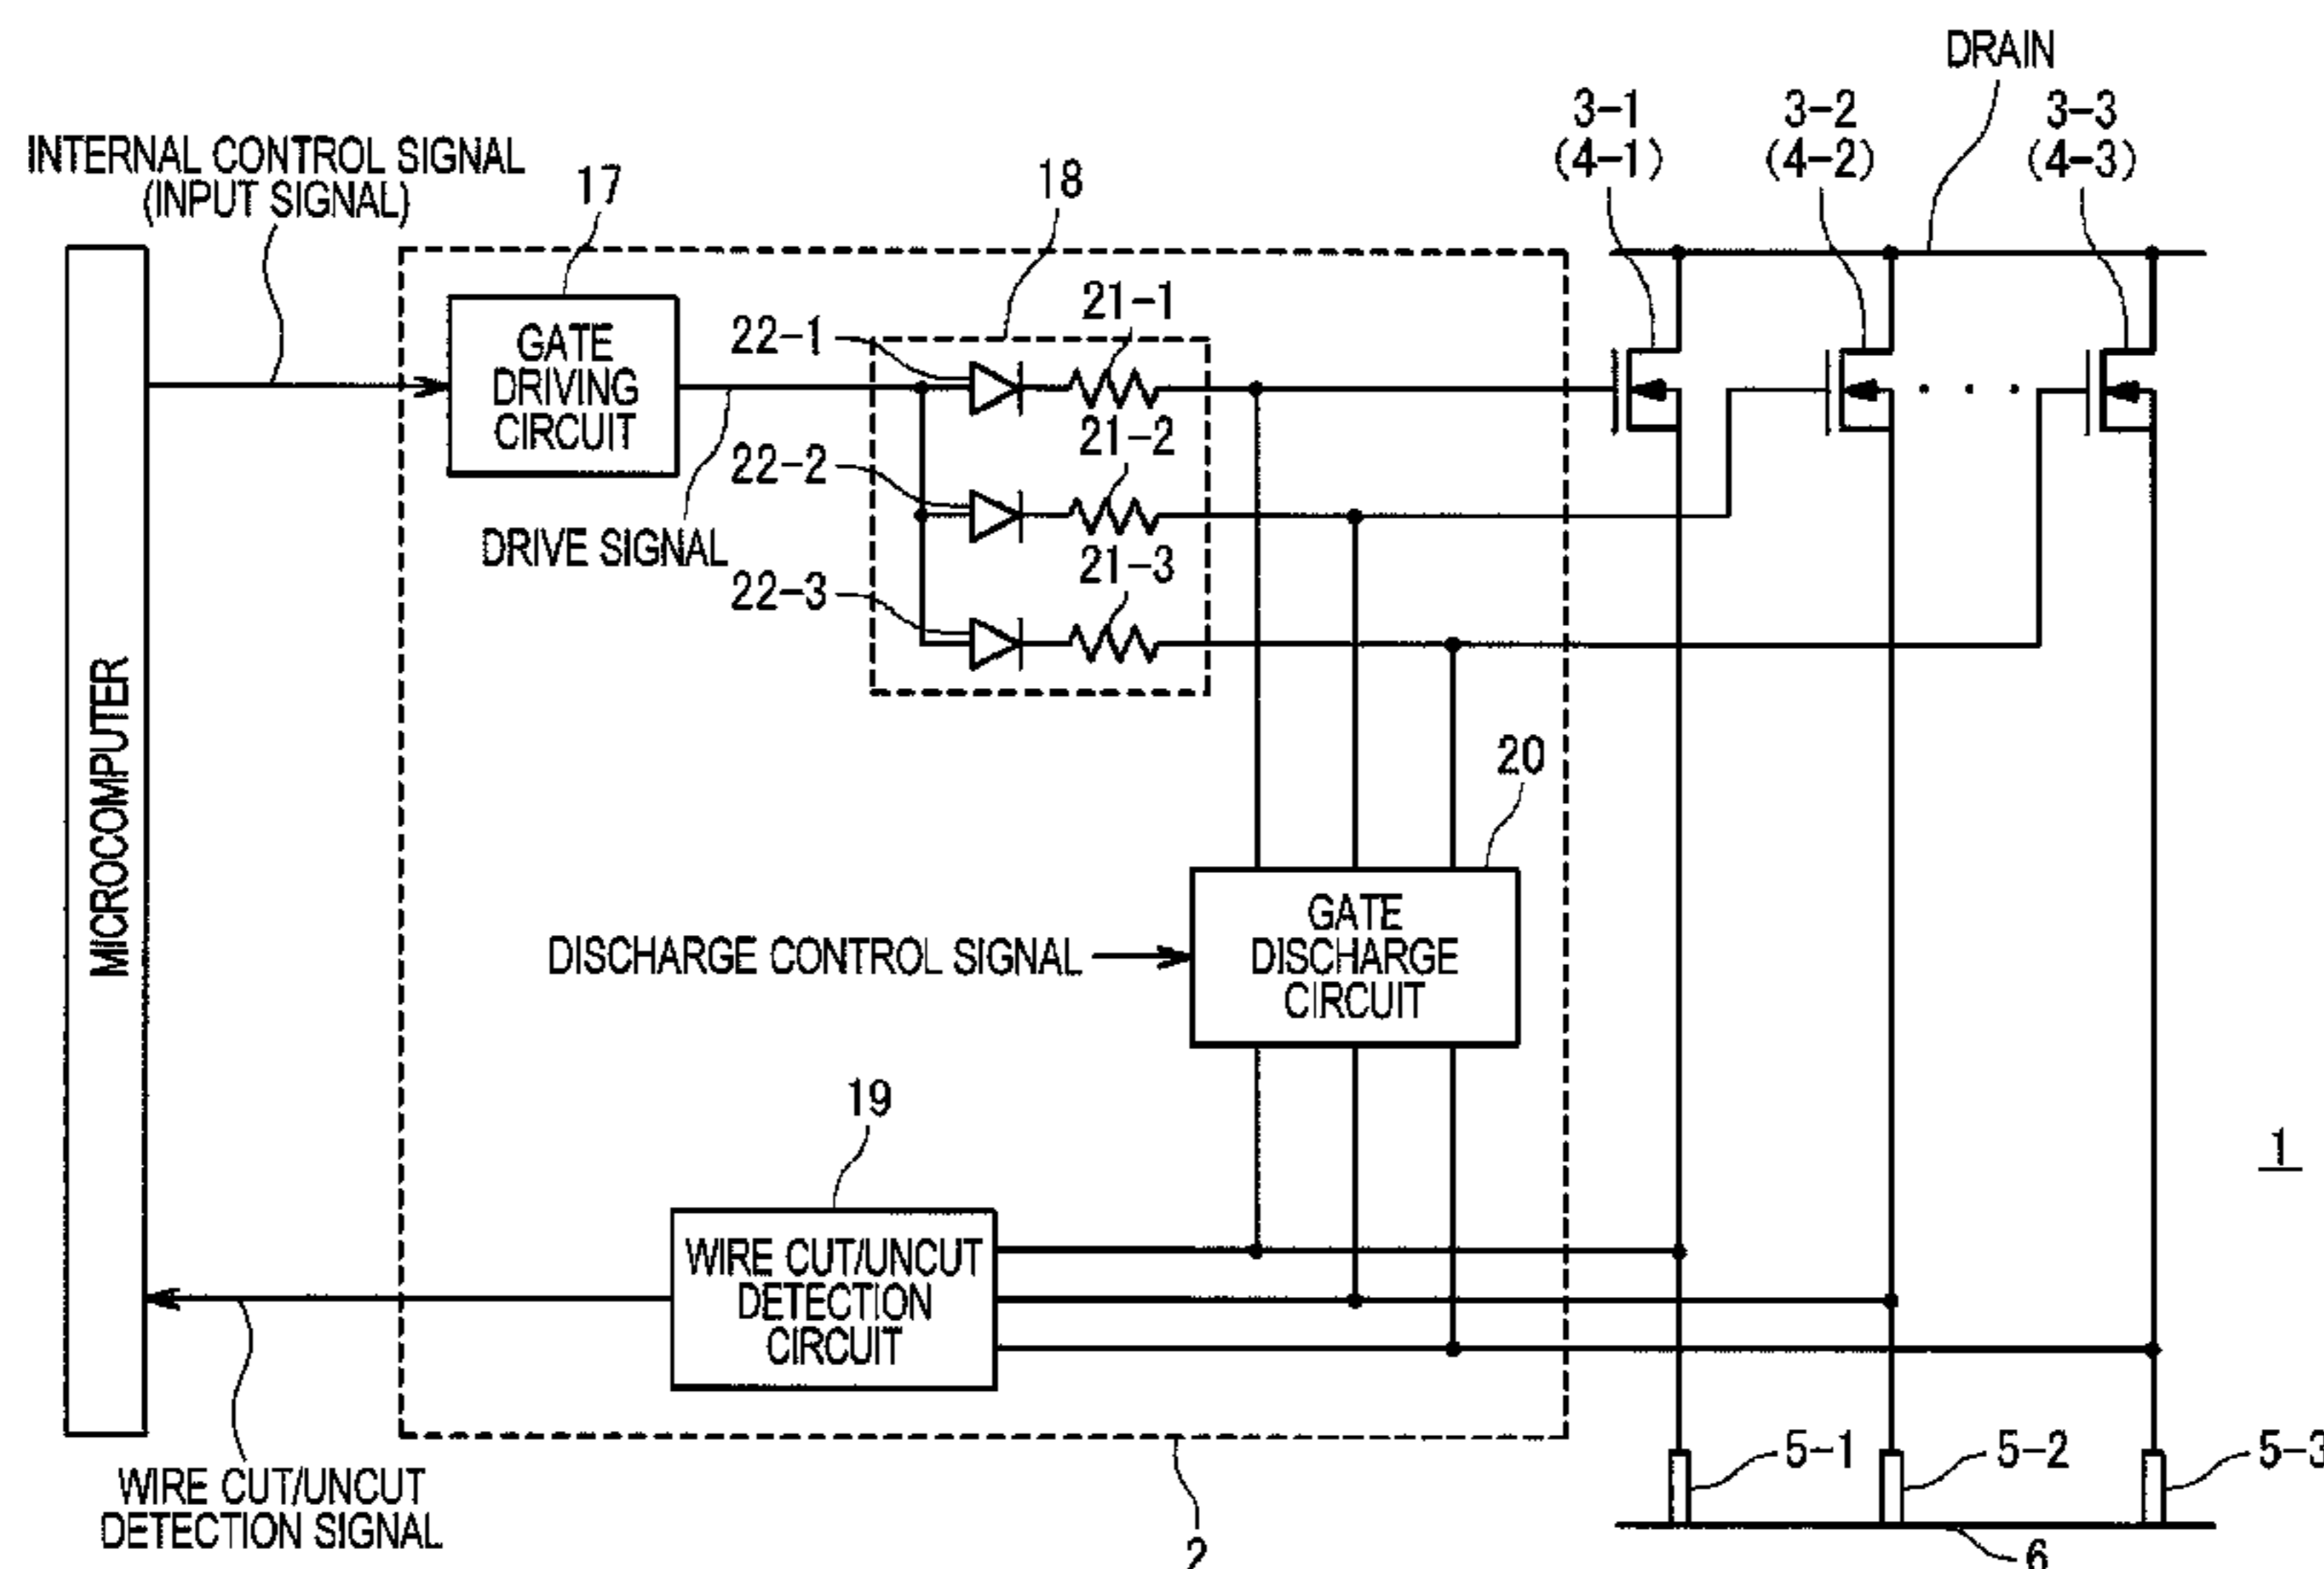 DRAIN
3-1
(4-1)
3-2
(4-2)
3-3
(4-3)
INTERNAL CONTROL SIGNAL
(INPUT SIGNAL)
17
18
GATE
DRIVING
CIRCUIT
22-1
21-1
22-2
21-2
DRIVE SIGNAL
22-3
21-3
MICROCOMPUTER
20
DISCHARGE CONTROL SIGNAL
GATE
DISCHARGE
CIRCUIT
19
1
WIRE CUT/UNCUT
DETECTION
CIRCUIT
WIRE CUT/UNCUT
DETECTION SIGNAL
5-1
5-2
5-3
2
6